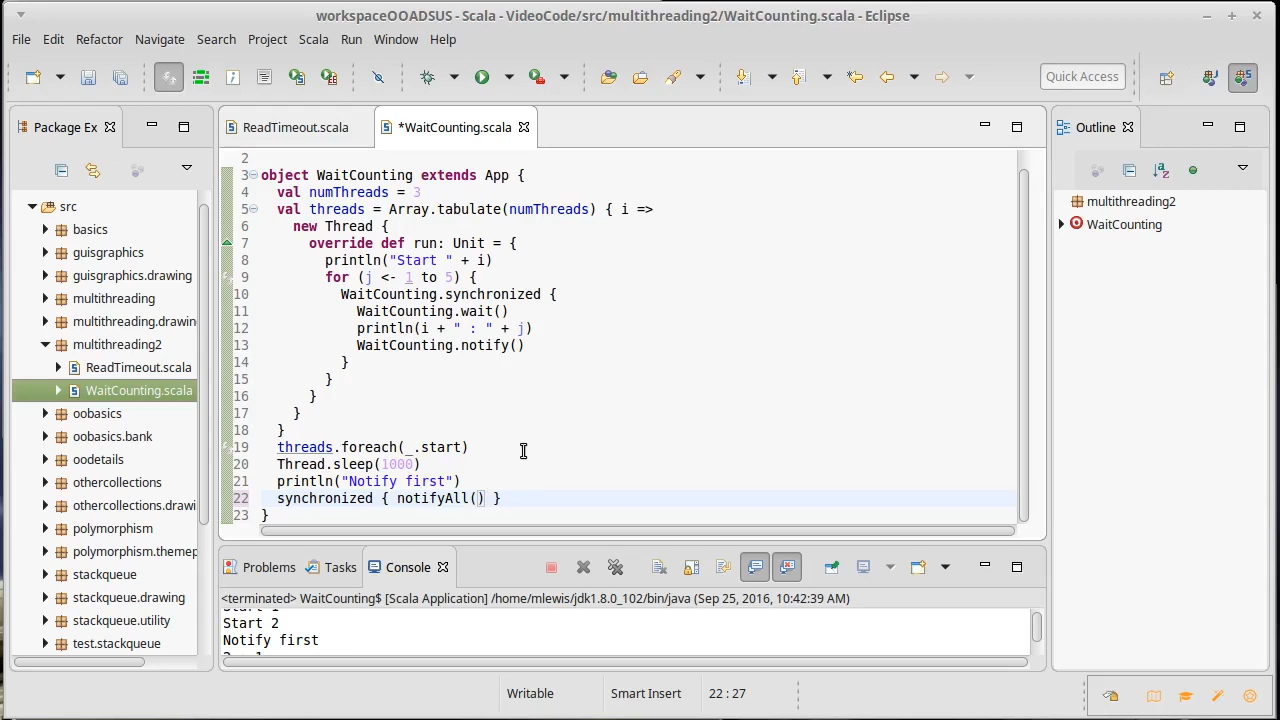 workspaceOOADSUS - Scala - VideoCode/src/multithreading2/WaitCounting.scala - Eclipse
File Edit Refactor Navigate Search Project Scala Run Window Help
Quick Access
Package Ex
src
basics
guisgraphics
guisgraphics.drawing
multithreading
multithreading.drawin
multithreading2
ReadTimeout.scala
WaitCounting.scala
oobasics
oobasics.bank
oodetails
othercollections
othercollections.drawi
polymorphism
polymorphism.themep
stackqueue
stackqueue.drawing
stackqueue.utility
test.stackqueue
ReadTimeout.scala *WaitCounting.scala
2
3 object WaitCounting extends App {
4 val numThreads = 3
5 val threads = Array.tabulate(numThreads) { i =>
6 new Thread {
7 override def run: Unit = {
8 println("Start " + i)
9 for (j <- 1 to 5) {
10 WaitCounting.synchronized {
11 WaitCounting.wait()
12 println(i + " : " + j)
13 WaitCounting.notify()
14 }
15 }
16 }
17 }
18 }
19 threads.foreach(_.start)
20 Thread.sleep(1000)
21 println("Notify first")
22 synchronized { notifyAll() }
23 }
Outline
multithreading2
WaitCounting
Problems Tasks Console
<terminated> WaitCounting$ [Scala Application] /home/mlewis/jdk1.8.0_102/bin/java (Sep 25, 2016, 10:42:39 AM)
Start 1
Start 2
Notify first
Writable Smart Insert 22 : 27